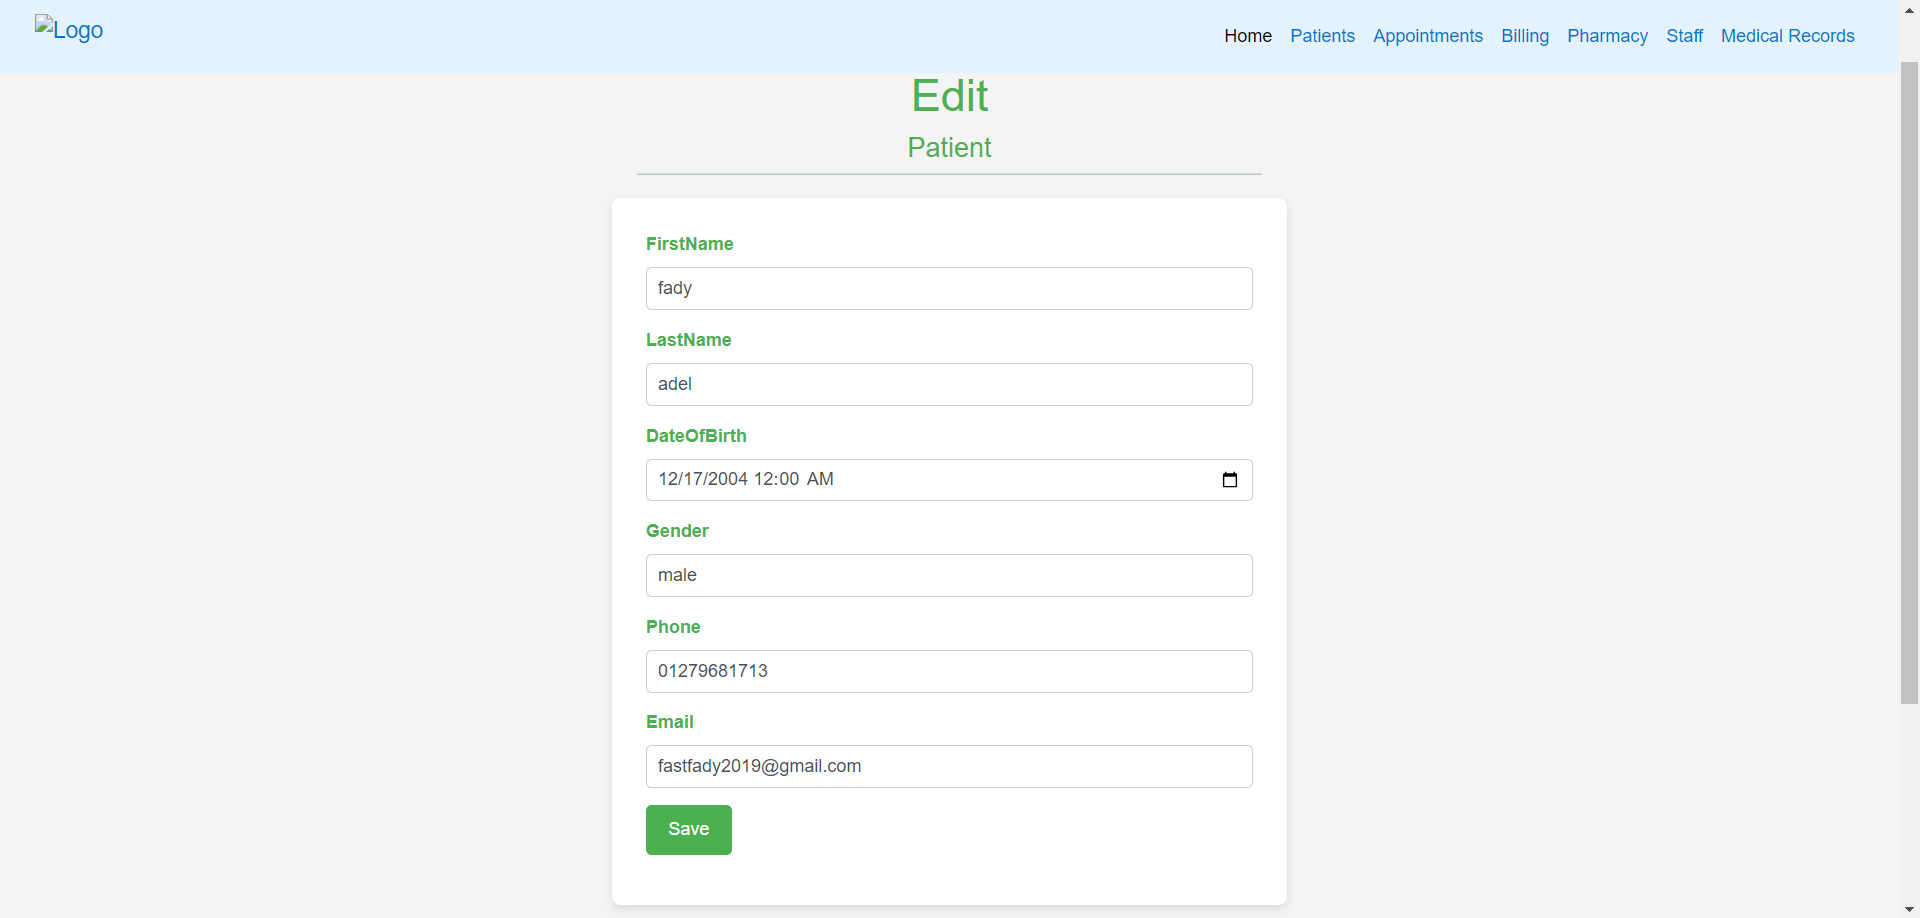 Logo
Home Patients Appointments Billing Pharmacy Staff Medical Records
Edit
Patient
FirstName
fady
LastName
adel
DateOfBirth
12/17/2004 12:00 AM
Gender
male
Phone
01279681713
Email
fastfady2019@gmail.com
Save